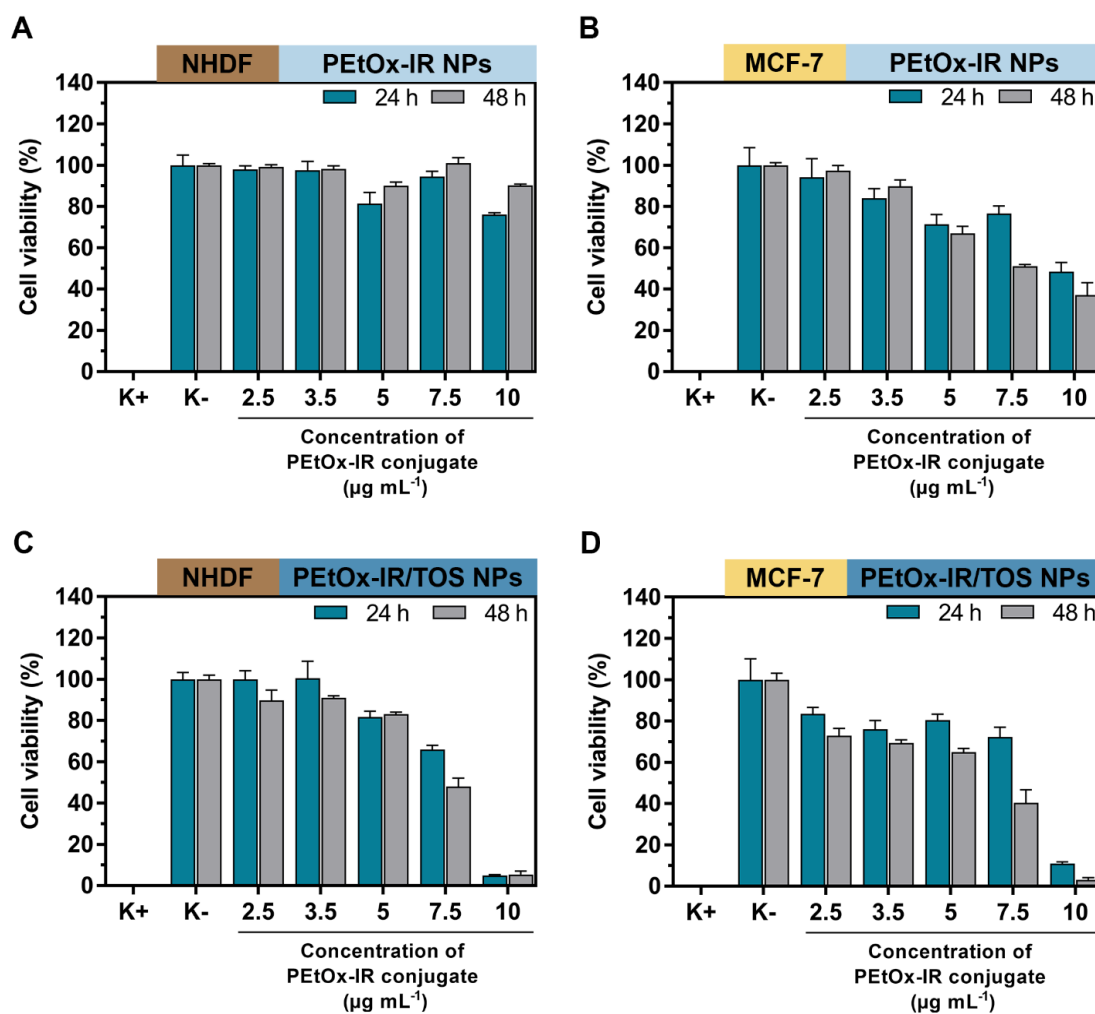 A
NHDF PEtOx-IR NPs
24 h 48 h
Cell viability (%)
140
120
100
80
60
40
20
0
K+ K- 2.5 3.5 5 7.5 10
Concentration of
PEtOx-IR conjugate
(µg mL⁻¹)
B
MCF-7 PEtOx-IR NPs
24 h 48 h
Cell viability (%)
140
120
100
80
60
40
20
0
K+ K- 2.5 3.5 5 7.5 10
Concentration of
PEtOx-IR conjugate
(µg mL⁻¹)
C
NHDF PEtOx-IR/TOS NPs
24 h 48 h
Cell viability (%)
140
120
100
80
60
40
20
0
K+ K- 2.5 3.5 5 7.5 10
Concentration of
PEtOx-IR conjugate
(µg mL⁻¹)
D
MCF-7 PEtOx-IR/TOS NPs
24 h 48 h
Cell viability (%)
140
120
100
80
60
40
20
0
K+ K- 2.5 3.5 5 7.5 10
Concentration of
PEtOx-IR conjugate
(µg mL⁻¹)